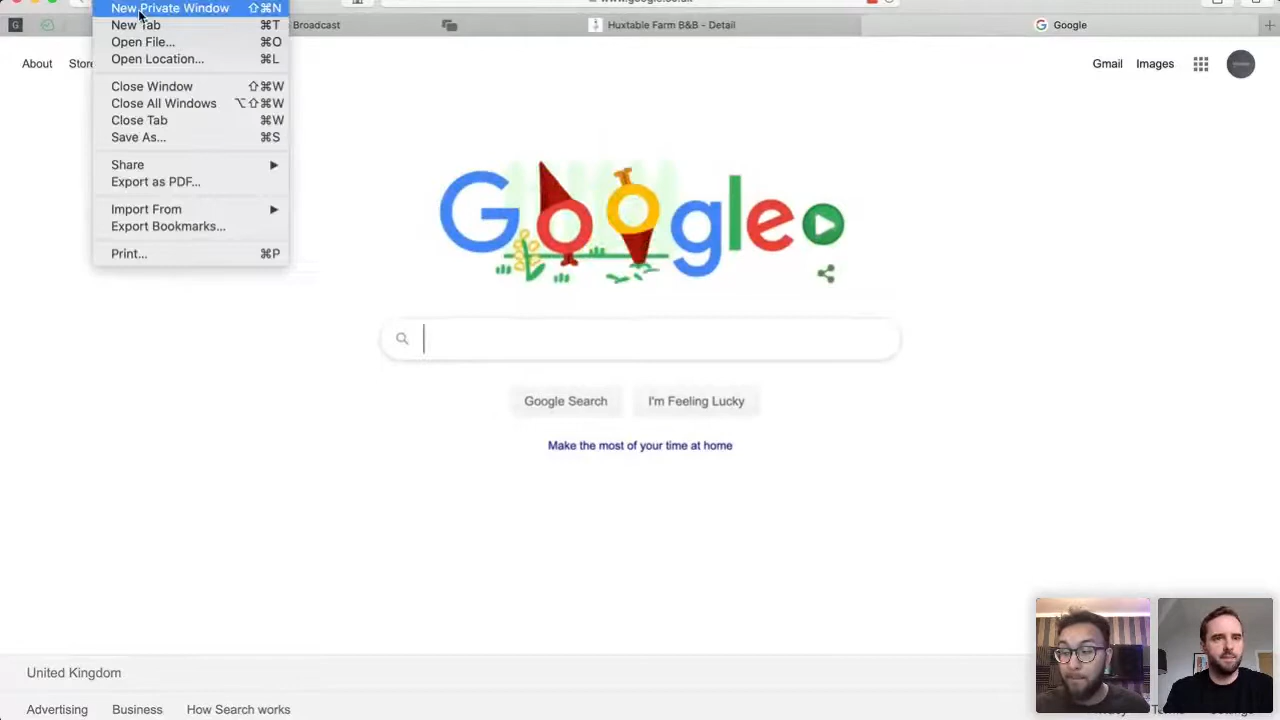 New Private Window ⇧⌘N
New Tab ⌘T
Broadcast
Huxtable Farm B&B - Detail
Google
Open File... ⌘O
Open Location... ⌘L
Close Window ⇧⌘W
Close All Windows ⌥⇧⌘W
Close Tab ⌘W
Save As... ⌘S
Share ▶
Export as PDF...
Import From ▶
Export Bookmarks...
Print... ⌘P
About
Gmail
Images
Google
Google Search
I'm Feeling Lucky
Make the most of your time at home
United Kingdom
Advertising
Business
How Search works